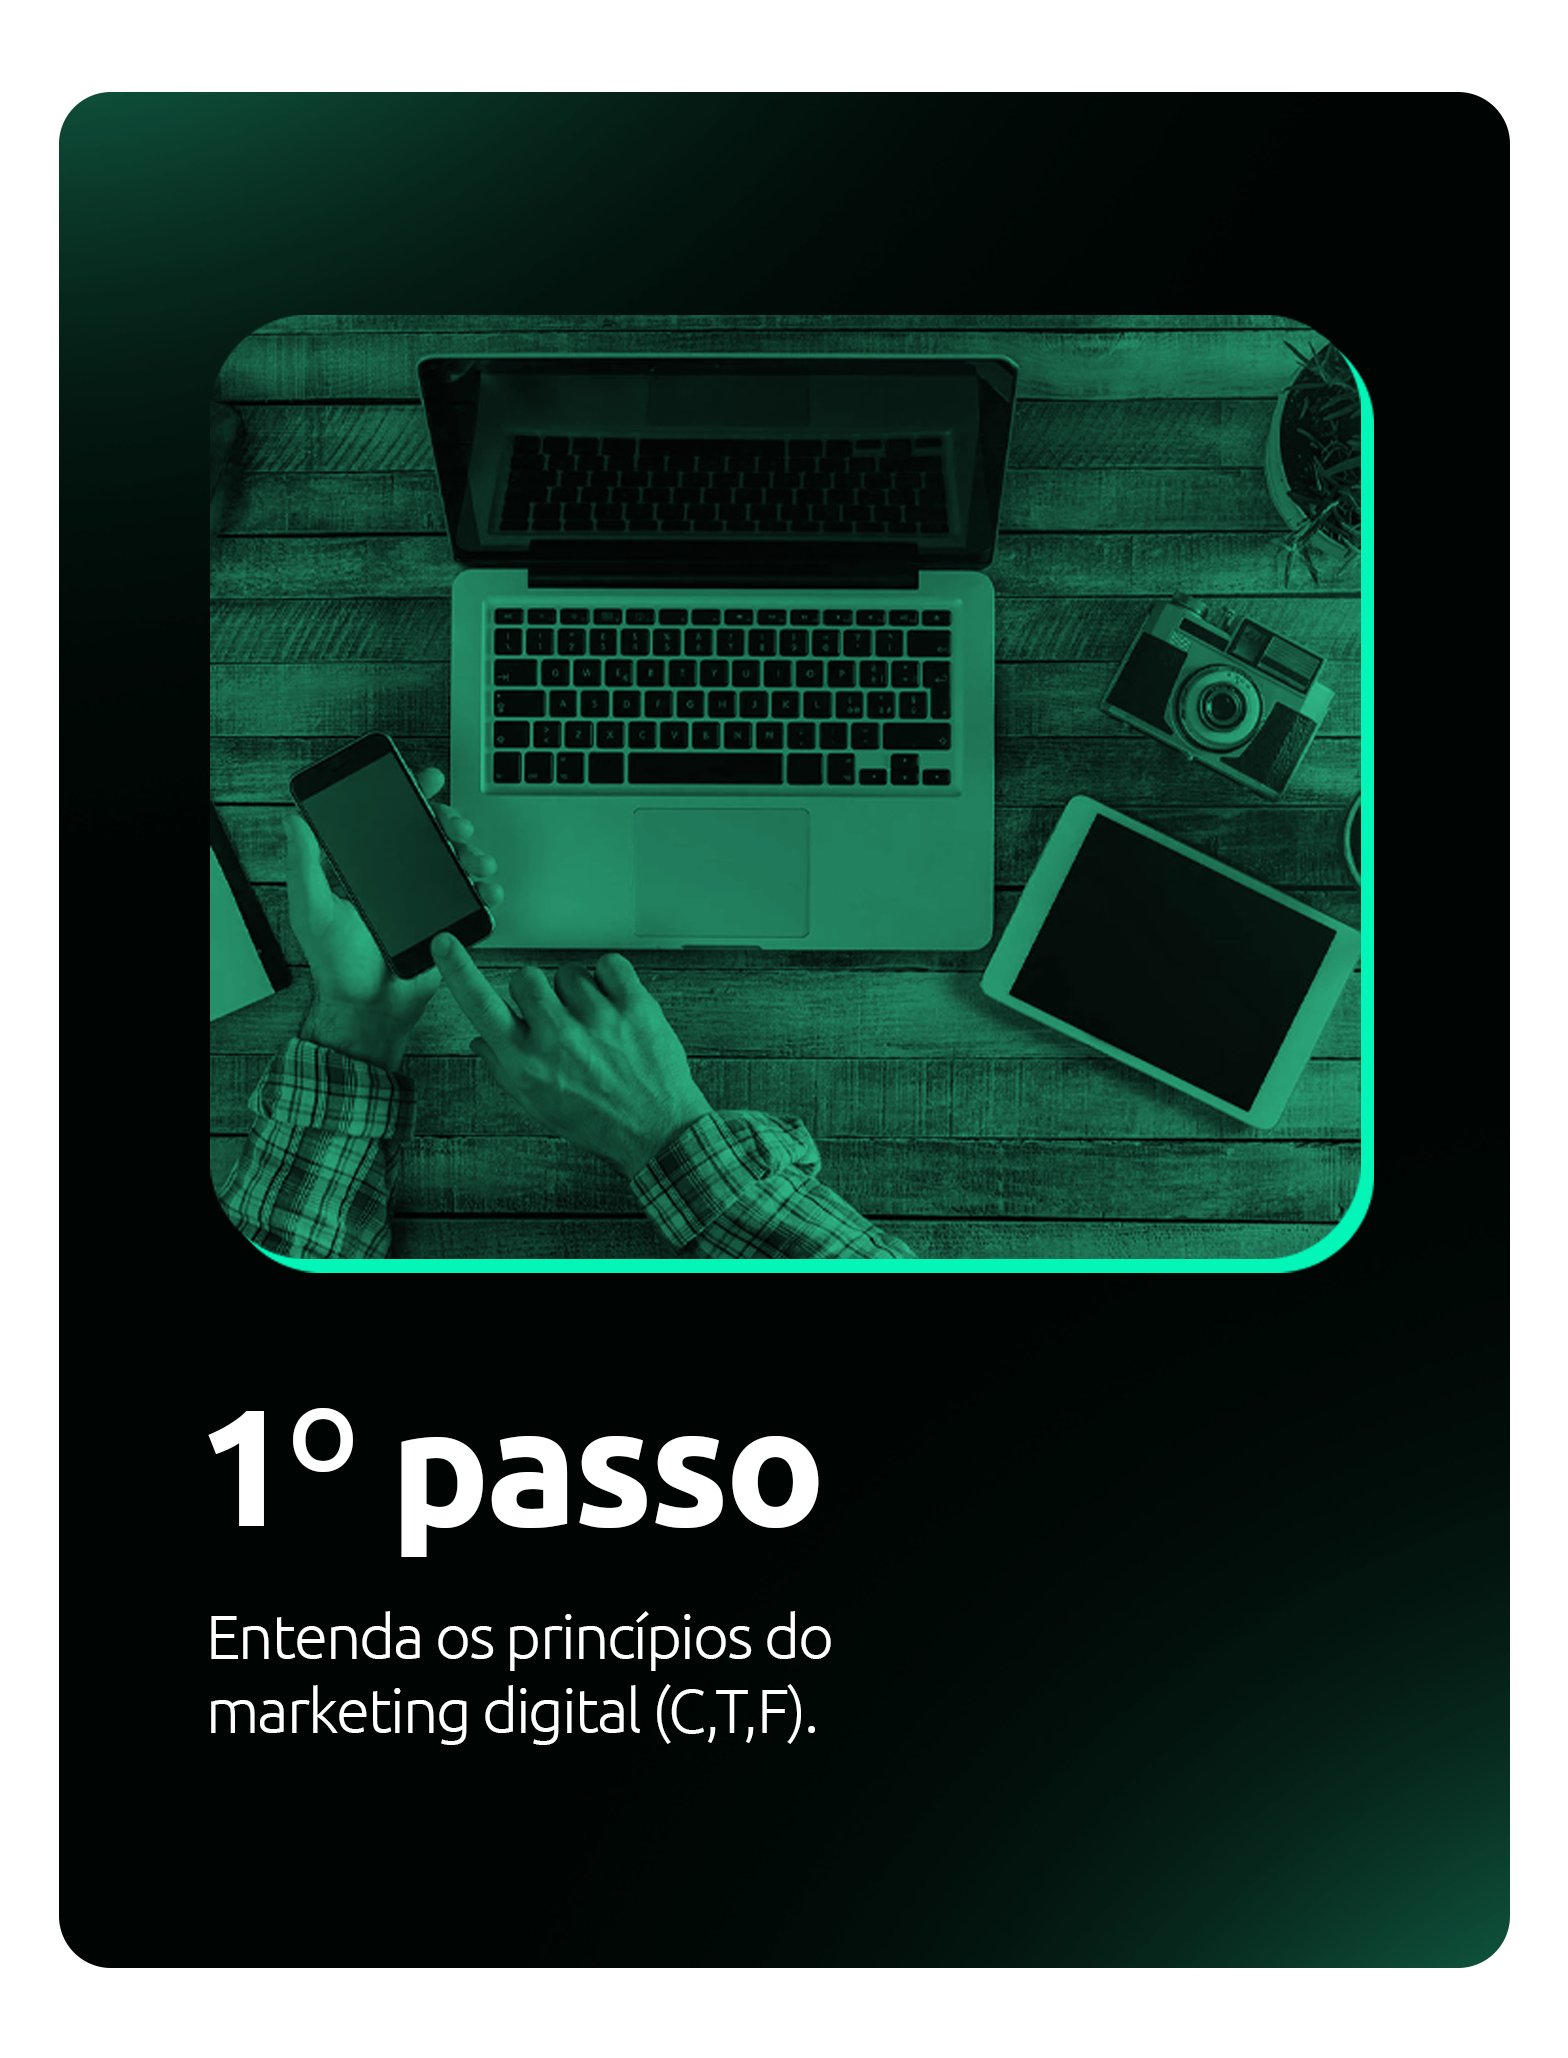 1º passo
Entenda os princípios do
marketing digital (C,T,F).